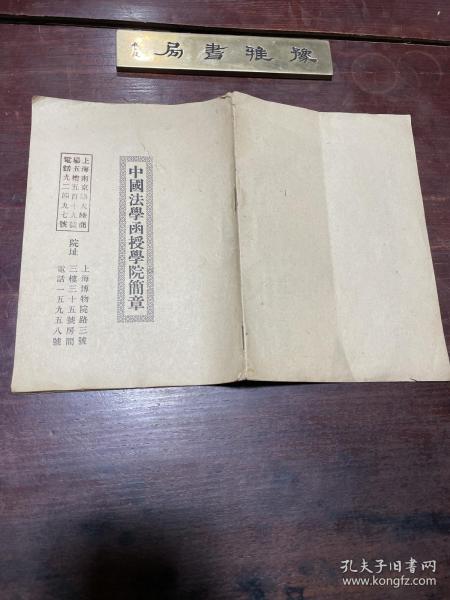 豫雅書局
中國法學函授學院簡章
院址
上海博物院路三號
三樓三十五號房間
電話一五九五八號
上海南京路大陸商
場五樓五百十九號
電話九二四九七號
孔夫子旧书网
www.kongfz.com